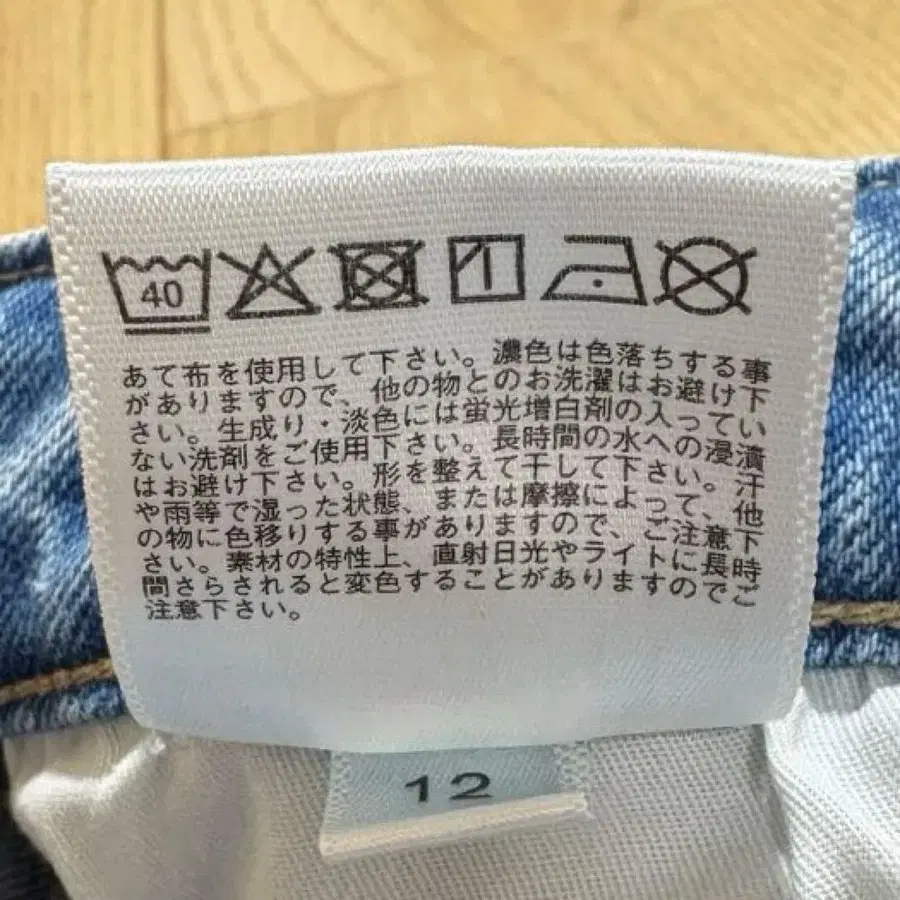 40
あて布を使用して下さい。濃色は色落ちする事
がありますので、他の物とのお洗濯はお避け下
さい。生成り・淡色には蛍光増白剤の入ってい
ない洗剤をご使用下さい。長時間の水への浸漬
はお避け下さい。形を整えて干して下さい。汗
や雨等で湿った状態、または摩擦によって、他
の物に色移りする事がありますので、ご注意下
さい。素材の特性上、直射日光やライトに長時
間さらされると変色することがありますのでご
注意下さい。
12